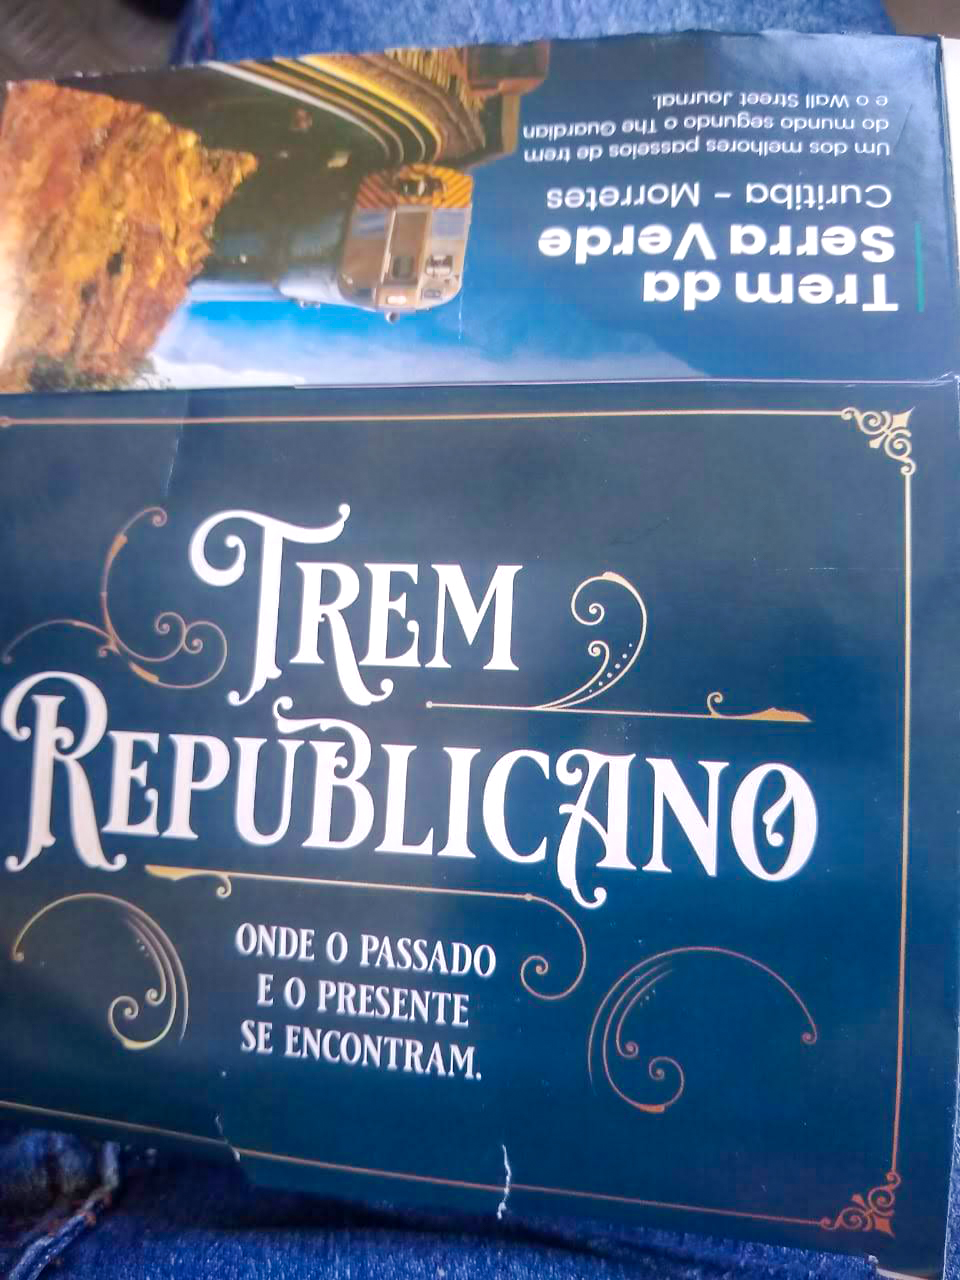 Trem da
Serra Verde
Curitiba - Morretes
Um dos melhores passeios de trem
do mundo segundo o The Guardian
e o Wall Street Journal.
TREM
REPUBLICANO
ONDE O PASSADO
E O PRESENTE
SE ENCONTRAM.